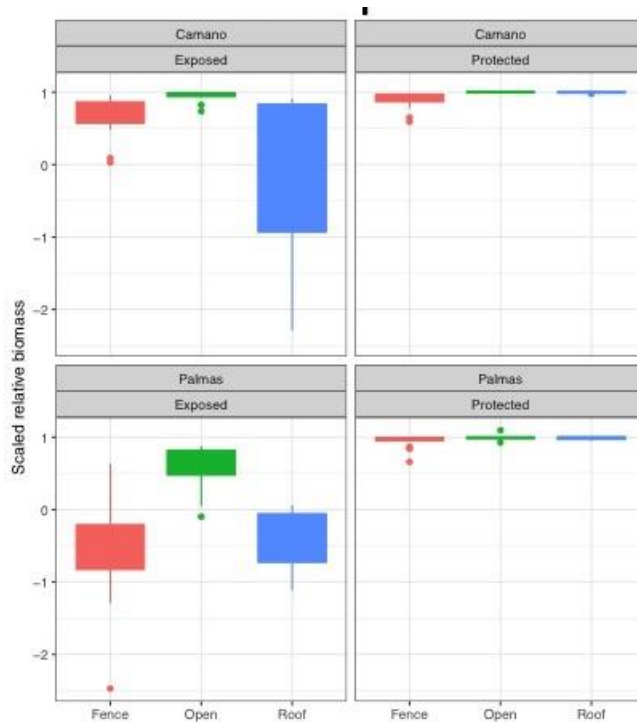 Camano Camano
Exposed Protected
1
0
−1
−2
Palmas Palmas
Exposed Protected
1
0
−1
−2
Scaled relative biomass
Fence Open Roof Fence Open Roof